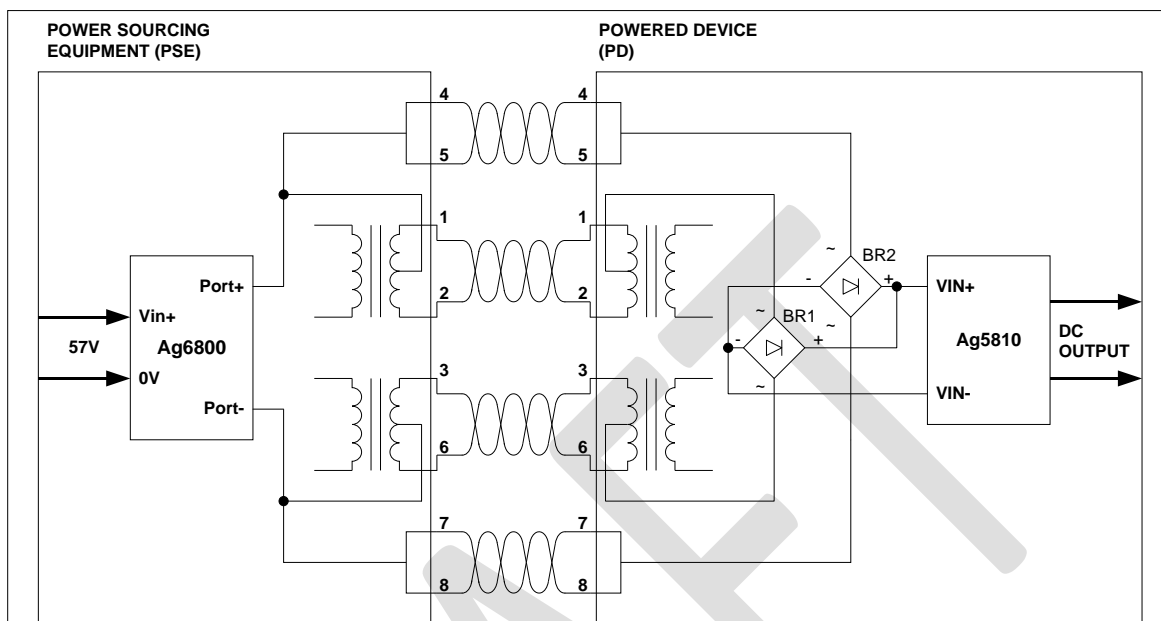 POWER SOURCING
EQUIPMENT (PSE)
POWERED DEVICE
(PD)
4
4
5
5
1
1
2
2
3
3
6
6
7
7
8
8
Port+
Vin+
57V
Ag6800
0V
Port-
~
BR2
-
+
~
~
BR1
-
+
~
VIN+
Ag5810
VIN-
DC
OUTPUT